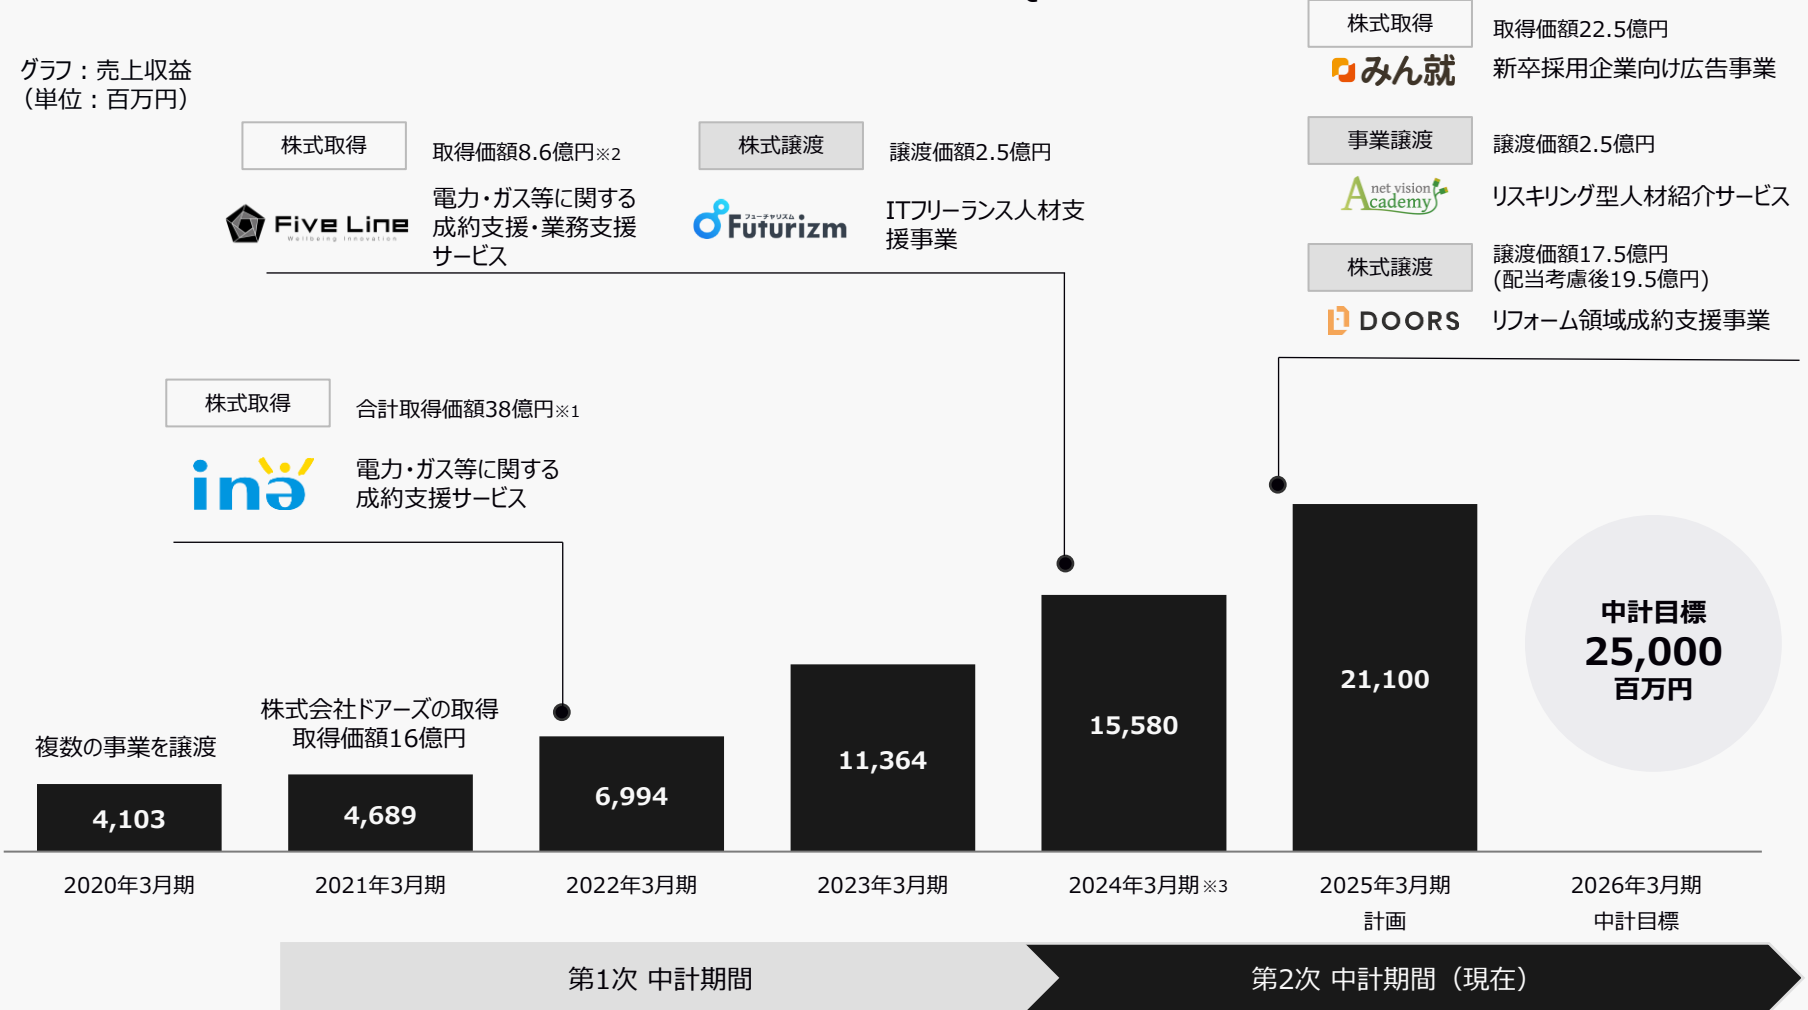 グラフ：売上収益
（単位：百万円）
株式取得
取得価額22.5億円
みん就
新卒採用企業向け広告事業
事業譲渡
譲渡価額2.5億円
net vision
Academy
リスキリング型人材紹介サービス
株式譲渡
譲渡価額17.5億円
(配当考慮後19.5億円)
DOORS
リフォーム領域成約支援事業
株式取得
取得価額8.6億円※2
Five Line
Wellbeing Innovation
電力・ガス等に関する
成約支援・業務支援
サービス
株式譲渡
譲渡価額2.5億円
フューチャリズム
Futurizm
ITフリーランス人材支
援事業
株式取得
合計取得価額38億円※1
ine
電力・ガス等に関する
成約支援サービス
複数の事業を譲渡
株式会社ドアーズの取得
取得価額16億円
4,103
4,689
6,994
11,364
15,580
21,100
中計目標
25,000
百万円
2020年3月期
2021年3月期
2022年3月期
2023年3月期
2024年3月期※3
2025年3月期
計画
2026年3月期
中計目標
第1次 中計期間
第2次 中計期間（現在）